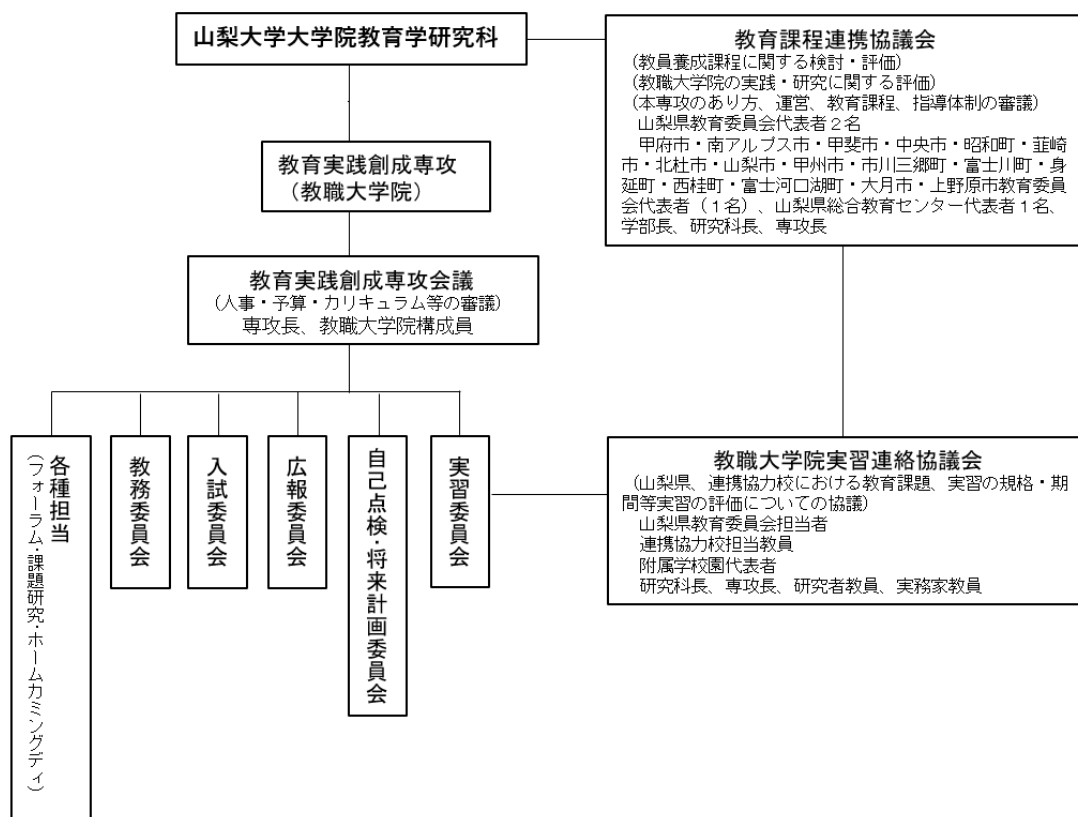 山梨大学大学院教育学研究科
教育課程連携協議会
(教員養成課程に関する検討・評価)
(教職大学院の実践・研究に関する評価)
(本専攻のあり方、運営、教育課程、指導体制の審議)
山梨県教育委員会代表者２名
甲府市・南アルプス市・甲斐市・中央市・昭和町・韮崎
市・北杜市・山梨市・甲州市・市川三郷町・富士川町・身
延町・西桂町・富士河口湖町・大月市・上野原市教育委員
会代表者（１名）、山梨県総合教育センター代表者１名、
学部長、研究科長、専攻長
教育実践創成専攻
(教職大学院)
教育実践創成専攻会議
(人事・予算・カリキュラム等の審議)
専攻長、教職大学院構成員
各種担当
(フォーラム・課題研究・ホームカミングディ)
教務委員会
入試委員会
広報委員会
自己点検・将来計画委員会
実習委員会
教職大学院実習連絡協議会
(山梨県、連携協力校における教育課題、実習の規格・期
間等実習の評価についての協議)
山梨県教育委員会担当者
連携協力校担当教員
附属学校園代表者
研究科長、専攻長、研究者教員、実務家教員